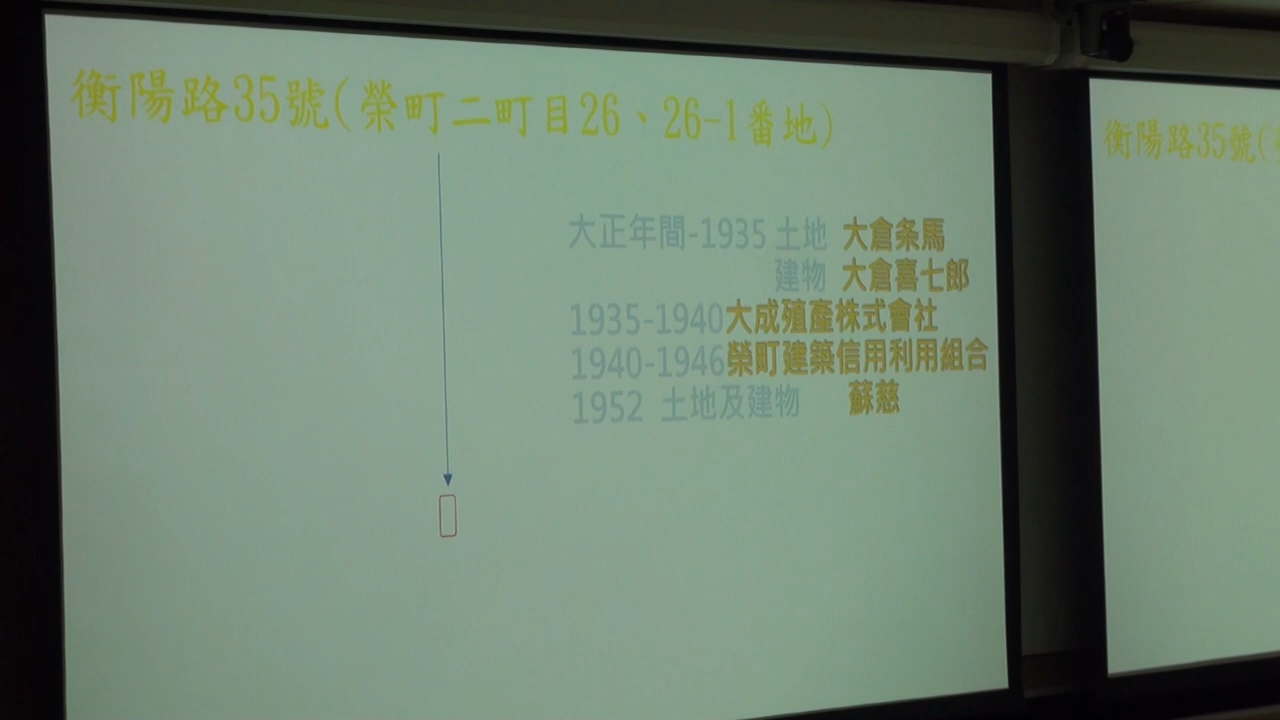 衡陽路35號(榮町二町目26、26-1番地)
大正年間-1935 土地 大倉条馬
建物 大倉喜七郎
1935-1940大成殖產株式會社
1940-1946榮町建築信用利用組合
1952 土地及建物 蘇慈
衡陽路35號(